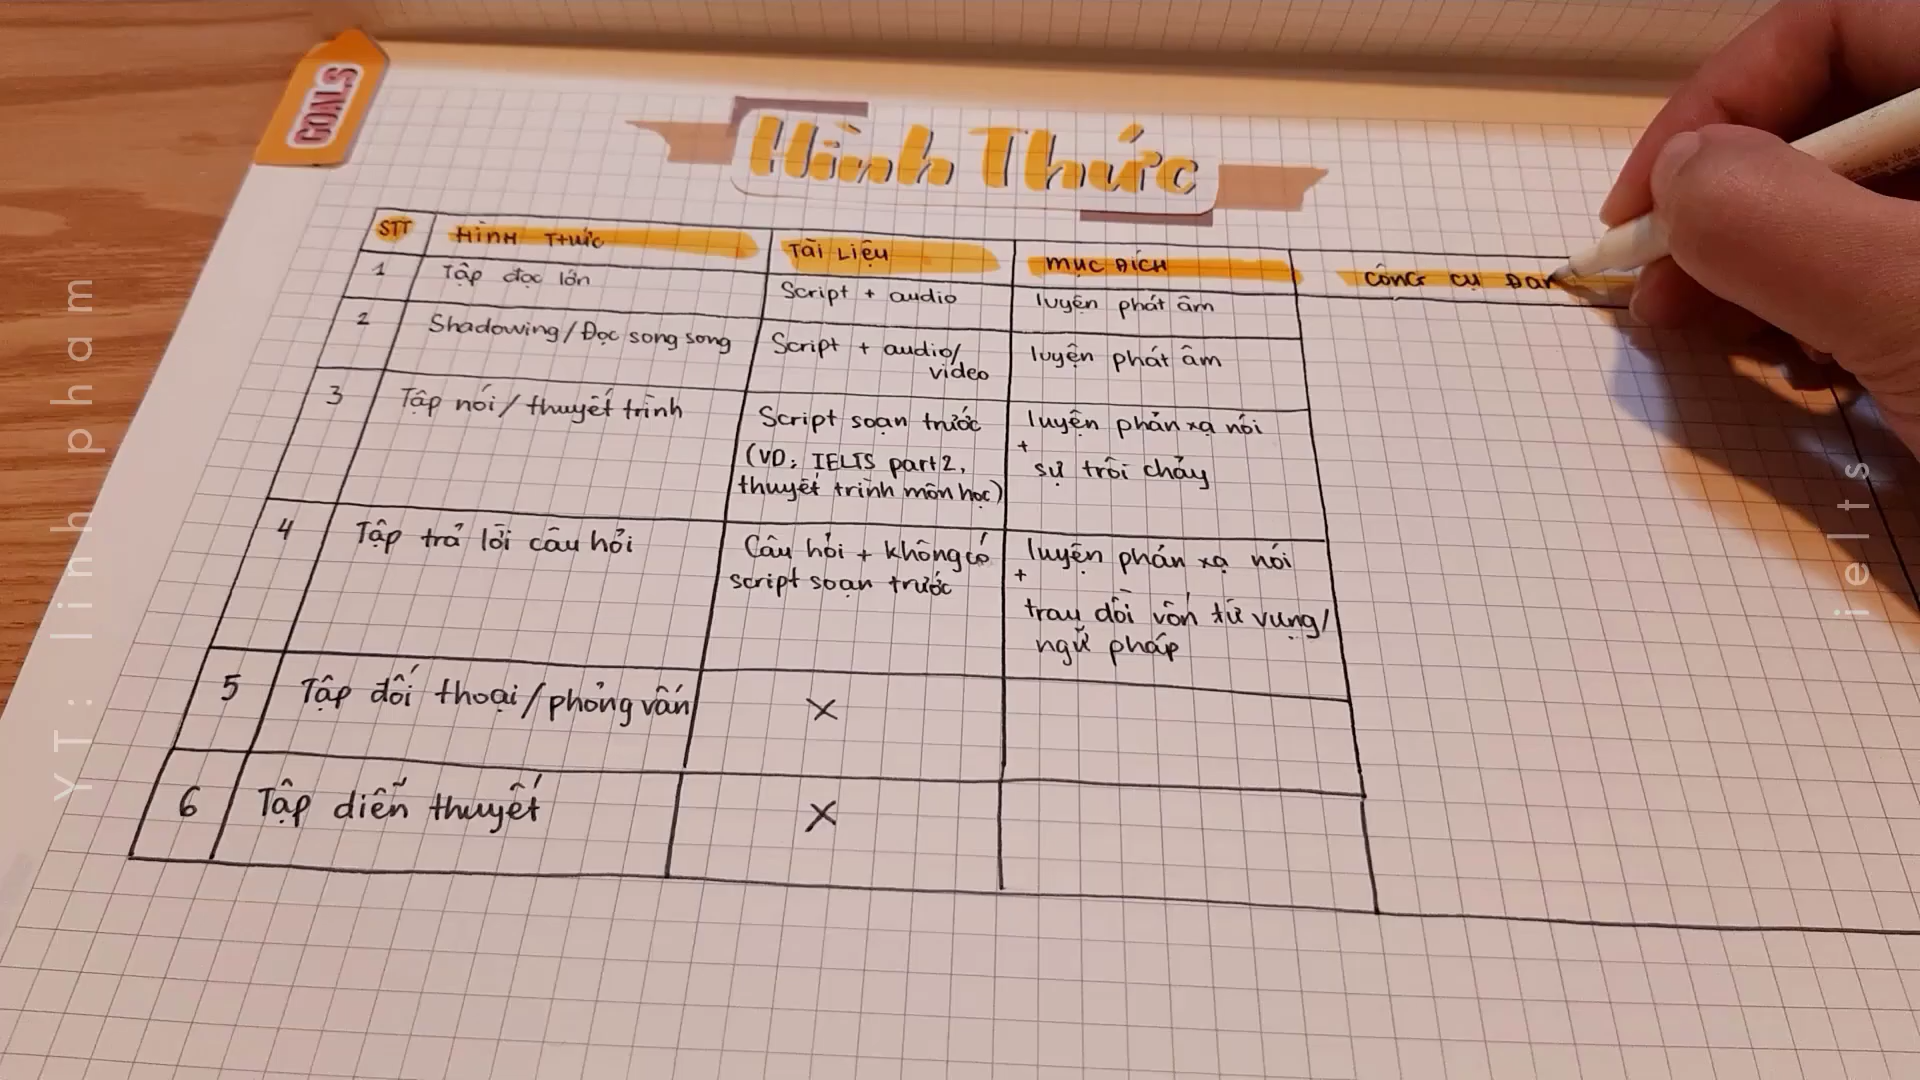 GOALS
Hình Thức
STT
HÌNH THỨC
TÀI LIỆU
MỤC ĐÍCH
CÔNG CỤ ĐÁN
1
Tập đọc lớn
Script + audio
luyện phát âm
2
Shadowing/Đọc song song
Script + audio/
video
luyện phát âm
3
Tập nói/ thuyết trình
Script soạn trước
(VD: IELTS part 2,
thuyết trình môn học)
luyện phản xạ nói
+
sự trôi chảy
4
Tập trả lời câu hỏi
Câu hỏi + không có
script soạn trước
luyện phản xạ nói
+
trau dồi vốn từ vựng/
ngữ pháp
5
Tập đối thoại/phỏng vấn
X
6
Tập diễn thuyết
X
YT: linh pham
ielts